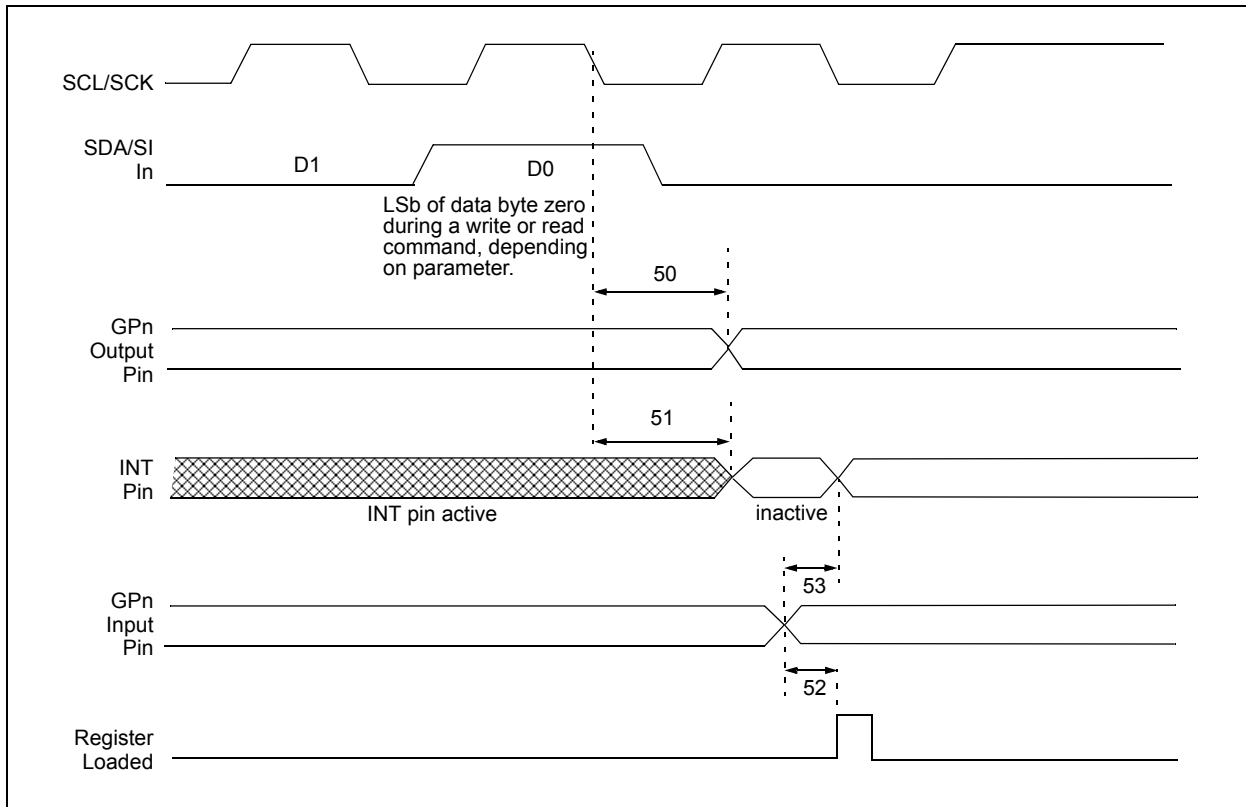 SCL/SCK
SDA/SI
In
D1
D0
LSb of data byte zero
during a write or read
command, depending
on parameter.
50
GPn
Output
Pin
51
INT
Pin
INT pin active
inactive
53
GPn
Input
Pin
52
Register
Loaded